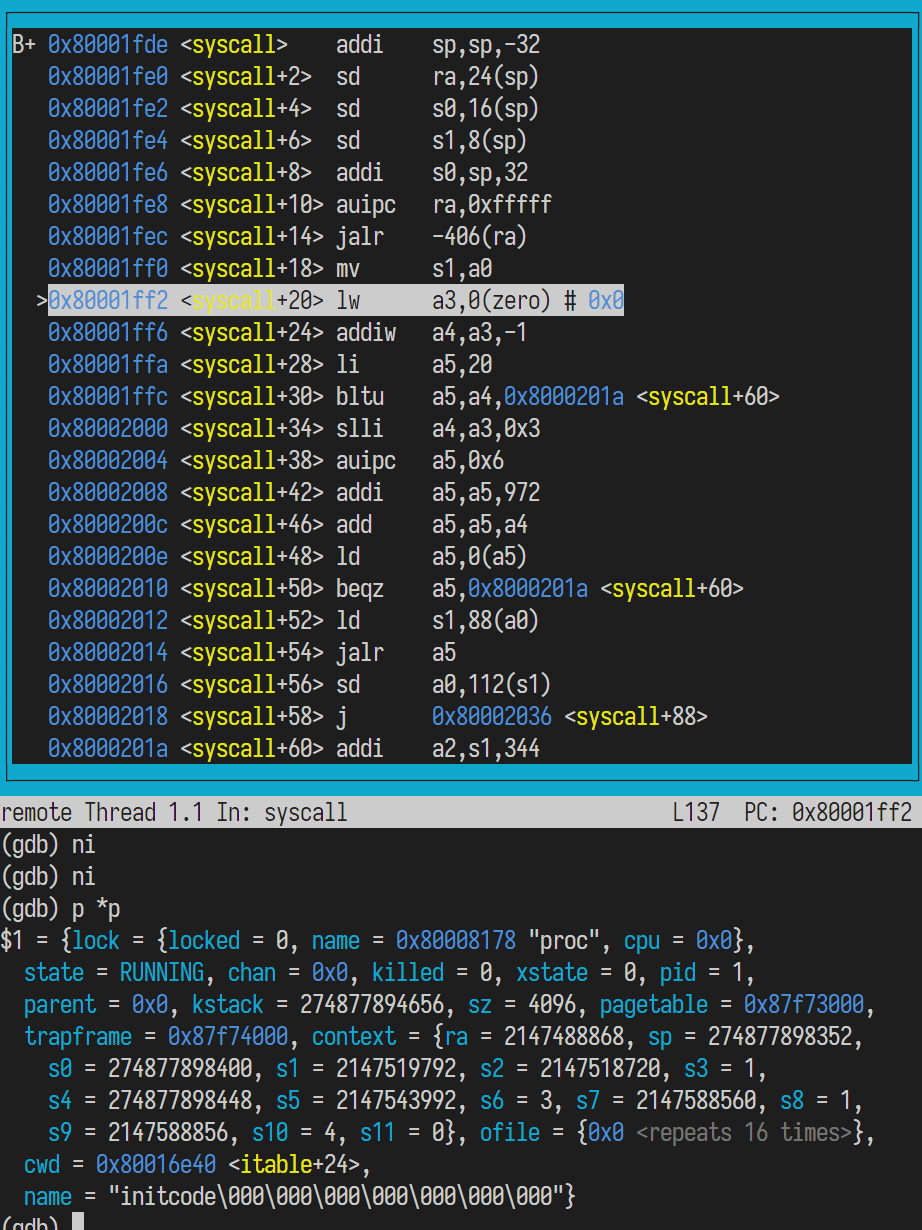 B+ 0x80001fde <syscall>    addi   sp,sp,-32
   0x80001fe0 <syscall+2>  sd     ra,24(sp)
   0x80001fe2 <syscall+4>  sd     s0,16(sp)
   0x80001fe4 <syscall+6>  sd     s1,8(sp)
   0x80001fe6 <syscall+8>  addi   s0,sp,32
   0x80001fe8 <syscall+10> auipc  ra,0xfffff
   0x80001fec <syscall+14> jalr   -406(ra)
   0x80001ff0 <syscall+18> mv     s1,a0
  >0x80001ff2 <syscall+20> lw     a3,0(zero) # 0x0
   0x80001ff6 <syscall+24> addiw  a4,a3,-1
   0x80001ffa <syscall+28> li     a5,20
   0x80001ffc <syscall+30> bltu   a5,a4,0x8000201a <syscall+60>
   0x80002000 <syscall+34> slli   a4,a3,0x3
   0x80002004 <syscall+38> auipc  a5,0x6
   0x80002008 <syscall+42> addi   a5,a5,972
   0x8000200c <syscall+46> add    a5,a5,a4
   0x8000200e <syscall+48> ld     a5,0(a5)
   0x80002010 <syscall+50> beqz   a5,0x8000201a <syscall+60>
   0x80002012 <syscall+52> ld     s1,88(a0)
   0x80002014 <syscall+54> jalr   a5
   0x80002016 <syscall+56> sd     a0,112(s1)
   0x80002018 <syscall+58> j      0x80002036 <syscall+88>
   0x8000201a <syscall+60> addi   a2,s1,344
remote Thread 1.1 In: syscall                           L137  PC: 0x80001ff2
(gdb) ni
(gdb) ni
(gdb) p *p
$1 = {lock = {locked = 0, name = 0x80008178 "proc", cpu = 0x0},
  state = RUNNING, chan = 0x0, killed = 0, xstate = 0, pid = 1,
  parent = 0x0, kstack = 274877894656, sz = 4096, pagetable = 0x87f73000,
  trapframe = 0x87f74000, context = {ra = 2147488868, sp = 274877898352,
    s0 = 274877898400, s1 = 2147519792, s2 = 2147518720, s3 = 1,
    s4 = 274877898448, s5 = 2147543992, s6 = 3, s7 = 2147588560, s8 = 1,
    s9 = 2147588856, s10 = 4, s11 = 0}, ofile = {0x0 <repeats 16 times>},
  cwd = 0x80016e40 <itable+24>,
  name = "initcode\000\000\000\000\000\000\000"}
(gdb)